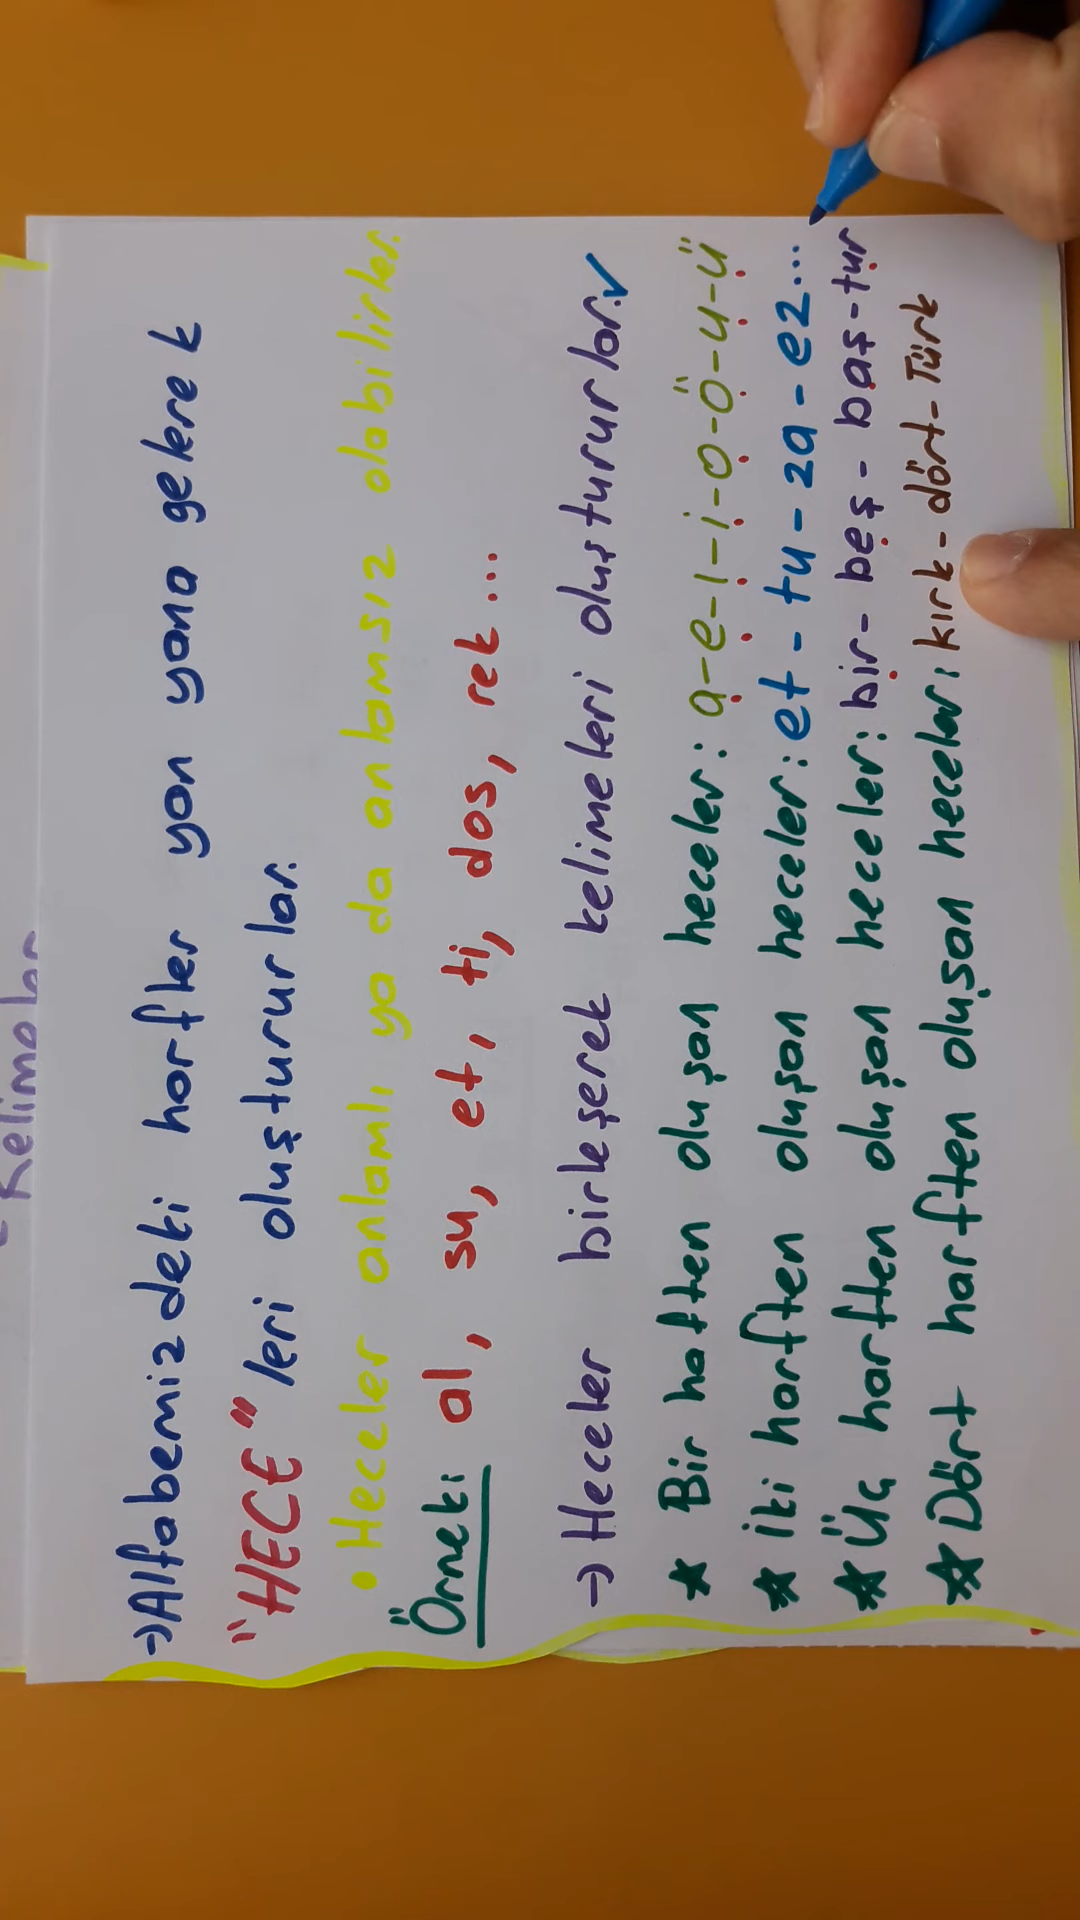 →Alfabemizdeki harfler yan yana gelerek
"HECE"leri oluştururlar.
• Heceler anlamlı ya da anlamsız olabilirler.
Örnek: al, su, et, ti, dos, rek...
→Heceler birleşerek kelimeleri oluştururlar.✓
* Bir haften oluşan heceler: a-e-ı-i-o-ö-u-ü
* İki harften oluşan heceler: et - tu - za - ez...
* Üç harften oluşan heceler: bir- beş - baş-tur
* Dört harften oluşan heceler: kırk - dört- Türk
Kelimeler